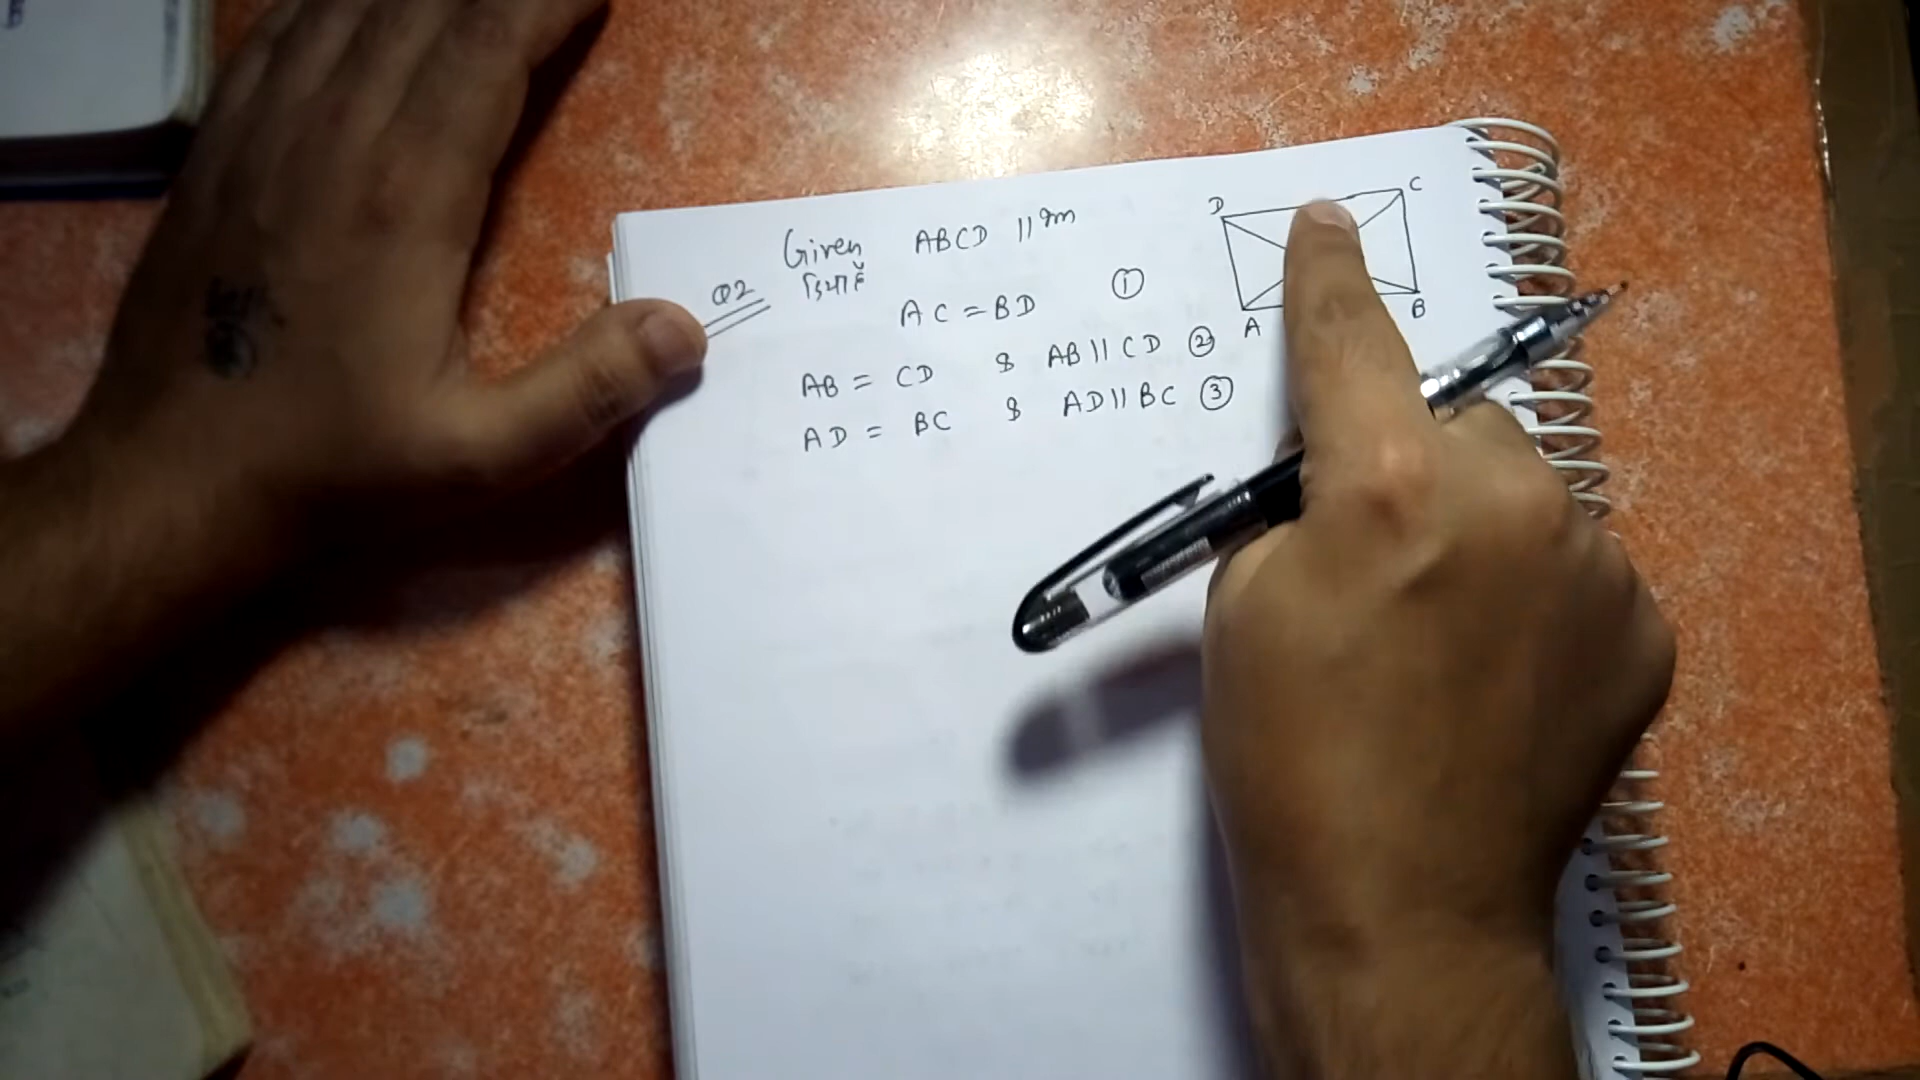 Given ABCD ||gm
Q2 दिया है
AC = BD ①
AB = CD & AB || CD ②
AD = BC & AD || BC ③
D C
A B